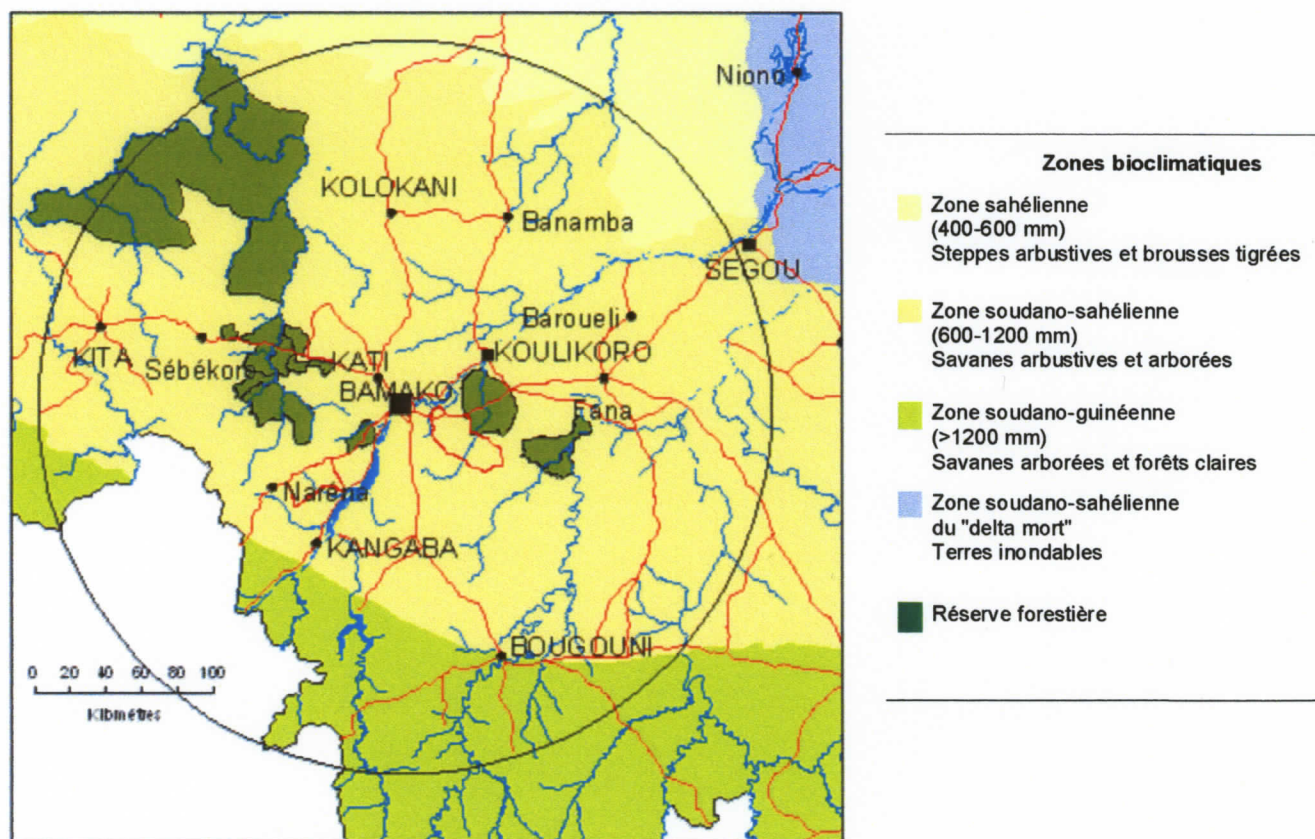 Niono
KOLOKANI
Banamba
SEGOU
Baroueli
KOULIKORO
KITA
Sébékoro
KATI
BAMAKO
Fana
Narena
KANGABA
BOUGOUNI
0 20 40 60 80 100
Kilométres
Zones bioclimatiques
Zone sahélienne
(400-600 mm)
Steppes arbustives et brousses tigrées
Zone soudano-sahélienne
(600-1200 mm)
Savanes arbustives et arborées
Zone soudano-guinéenne
(>1200 mm)
Savanes arborées et forêts claires
Zone soudano-sahélienne
du "delta mort"
Terres inondables
Réserve forestière